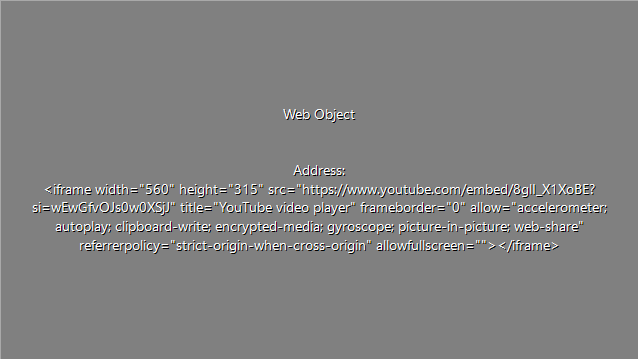 Web Object
Address:
<iframe width="560" height="315" src="https://www.youtube.com/embed/8glI_X1XoBE?
si=wEwGfvOJs0w0XSjJ" title="YouTube video player" frameborder="0" allow="accelerometer;
autoplay; clipboard-write; encrypted-media; gyroscope; picture-in-picture; web-share"
referrerpolicy="strict-origin-when-cross-origin" allowfullscreen=""></iframe>